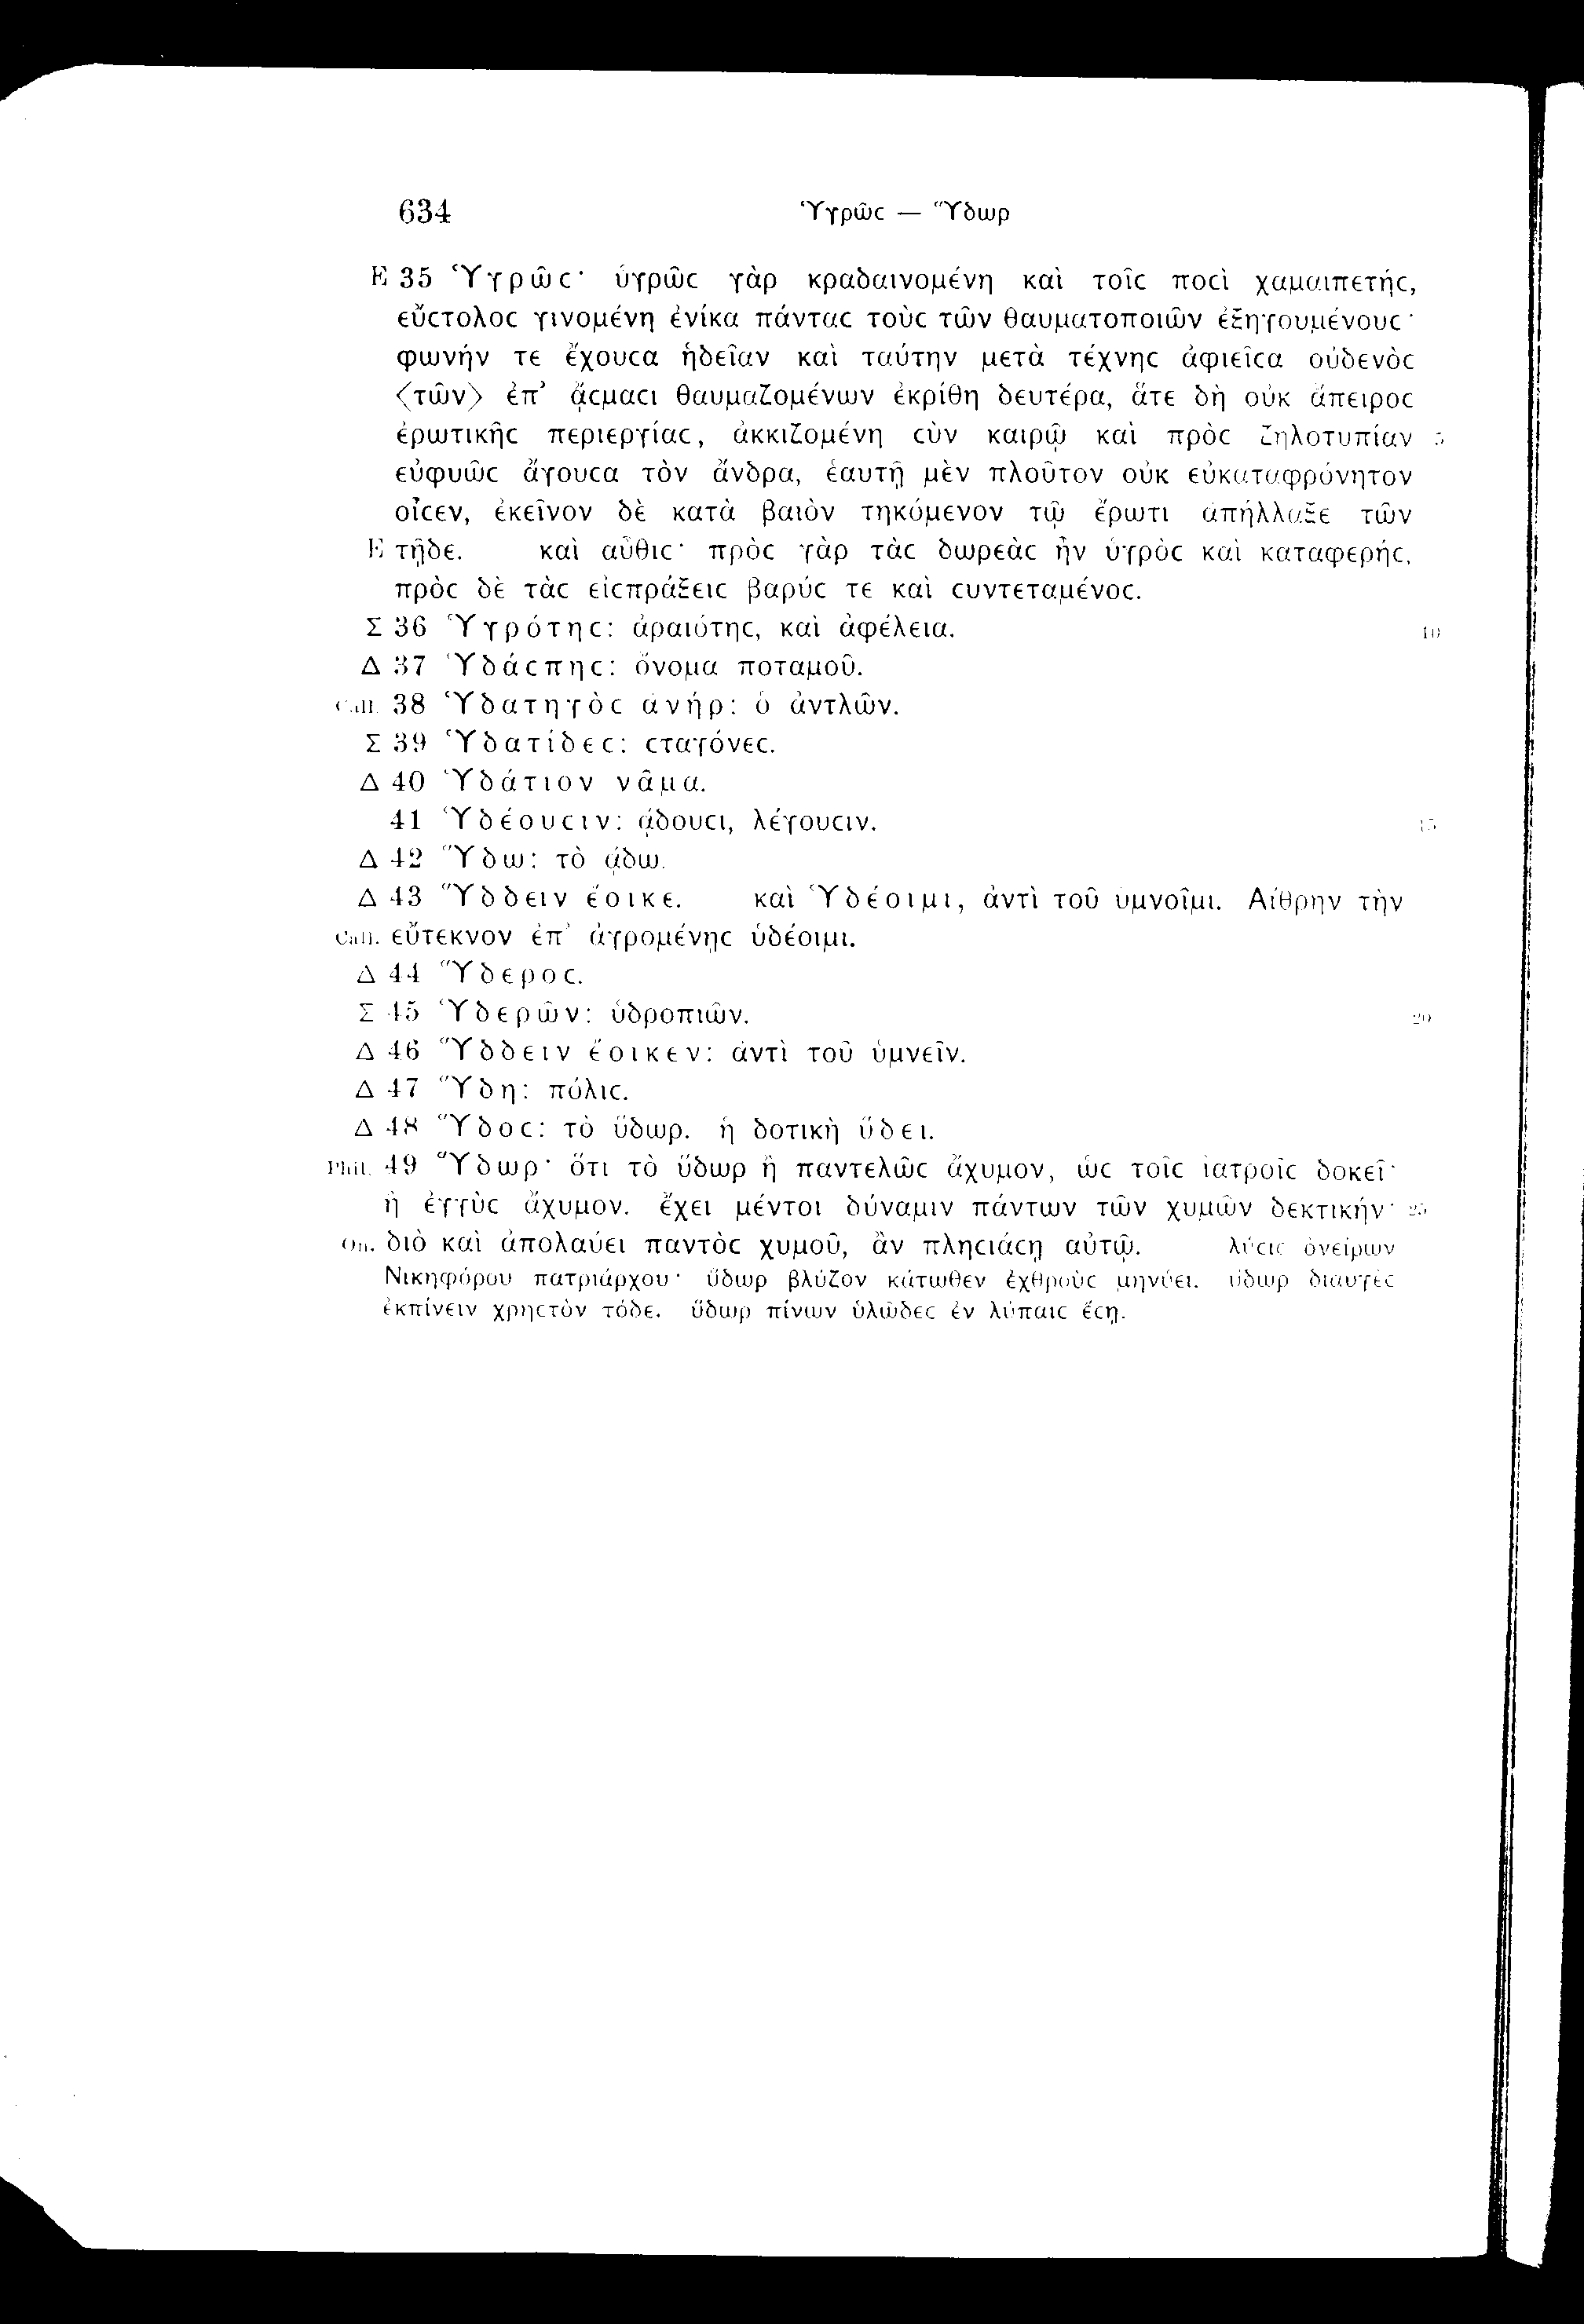 634 Ὑγρῶϲ — Ὕδωρ
E 35 Ὑγρῶϲ· ὑγρῶϲ γὰρ κραδαινομένη καὶ τοῖϲ ποϲὶ χαμαιπετήϲ,
εὔϲτολοϲ γινομένη ἐνίκα πάνταϲ τοὺϲ τῶν θαυματοποιῶν ἐξηγουμένουϲ·
φωνήν τε ἔχουϲα ἡδεῖαν καὶ ταύτην μετὰ τέχνηϲ ἀφιεῖϲα οὐδενὸϲ
〈τῶν〉 ἐπ’ ᾄϲμαϲι θαυμαζομένων ἐκρίθη δευτέρα, ἅτε δὴ οὐκ ἄπειροϲ
ἐρωτικῆϲ περιεργίαϲ, ἀκκιζομένη ϲὺν καιρῷ καὶ πρὸϲ ζηλοτυπίαν 5
εὐφυῶϲ ἄγουϲα τὸν ἄνδρα, ἑαυτῇ μὲν πλοῦτον οὐκ εὐκαταφρόνητον
οἶϲεν, ἐκεῖνον δὲ κατὰ βαιὸν τηκόμενον τῷ ἔρωτι ἀπήλλαξε τῶν
E τῇδε. καὶ αὖθιϲ· πρὸϲ γὰρ τὰϲ δωρεὰϲ ἦν ὑγρὸϲ καὶ καταφερήϲ,
πρὸϲ δὲ τὰϲ εἰϲπράξειϲ βαρύϲ τε καὶ ϲυντεταμένοϲ.
Σ 36 Ὑγρότηϲ: ἀραιότηϲ, καὶ ἀφέλεια. 10
Δ 37 Ὑδάϲπηϲ: ὄνομα ποταμοῦ.
Call. 38 Ὑδατηγὸϲ ἀνήρ: ὁ ἀντλῶν.
Σ 39 Ὑδατίδεϲ: ϲταγόνεϲ.
Δ 40 Ὑδάτιον νᾶμα.
41 Ὑδέουϲιν: ᾄδουϲι, λέγουϲιν. 15
Δ 42 Ὕδω: τὸ ᾄδω.
Δ 43 Ὕδδειν ἔοικε. καὶ Ὑδέοιμι, ἀντὶ τοῦ ὑμνοῖμι. Αἴθρην τὴν
Call. εὔτεκνον ἐπ’ ἀγρομένηϲ ὑδέοιμι.
Δ 44 Ὕδεροϲ.
Σ 45 Ὑδερῶν: ὑδροπιῶν. 20
Δ 46 Ὕδδειν ἔοικεν: ἀντὶ τοῦ ὑμνεῖν.
Δ 47 Ὕδη: πόλιϲ.
Δ 48 Ὕδοϲ: τὸ ὕδωρ. ἡ δοτικὴ ὕδει.
Phil. 49 Ὕδωρ· ὅτι τὸ ὕδωρ ἢ παντελῶϲ ἄχυμον, ὡϲ τοῖϲ ἰατροῖϲ δοκεῖ·
ἢ ἐγγὺϲ ἄχυμον. ἔχει μέντοι δύναμιν πάντων τῶν χυμῶν δεκτικήν· 25
On. διὸ καὶ ἀπολαύει παντὸϲ χυμοῦ, ἂν πληϲιάϲῃ αὐτῷ. λύϲιϲ ὀνείρων
Νικηφόρου πατριάρχου· ὕδωρ βλύζον κάτωθεν ἐχθροὺϲ μηνύει. ὕδωρ διαυγὲϲ
ἐκπίνειν χρηϲτὸν τόδε. ὕδωρ πίνων ὑλῶδεϲ ἐν λύπαιϲ ἔϲῃ.